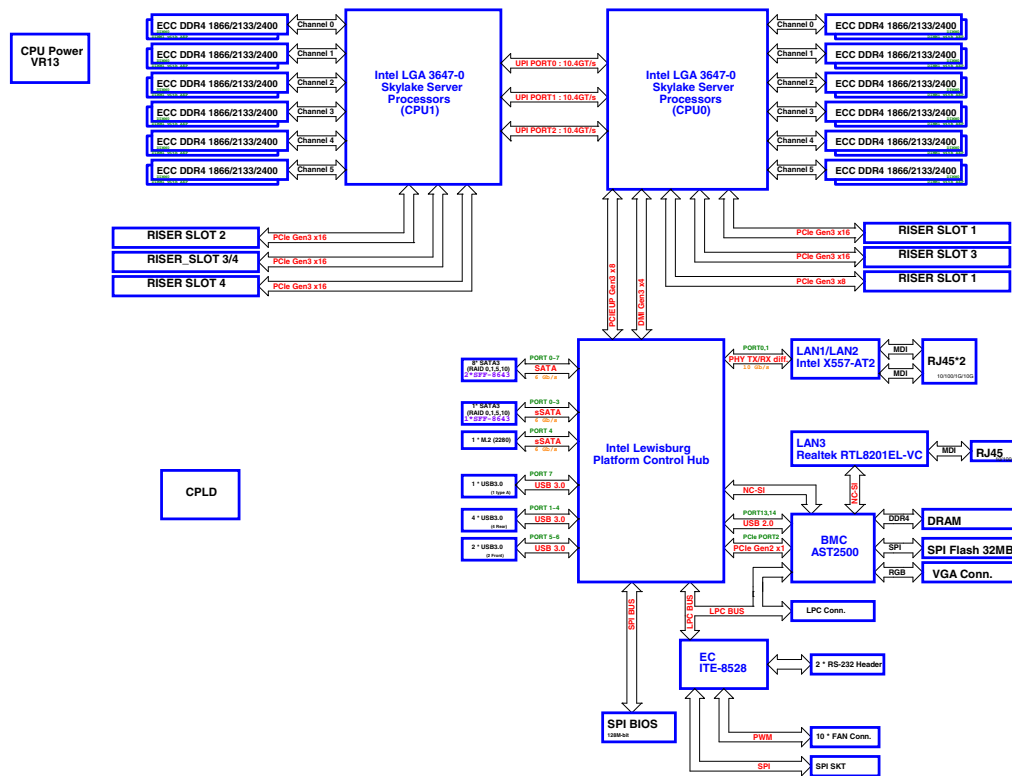 CPU Power
VR13
ECC DDR4 1866/2133/2400
Channel 0
ECC DDR4 1866/2133/2400
Channel 1
ECC DDR4 1866/2133/2400
Channel 2
ECC DDR4 1866/2133/2400
Channel 3
ECC DDR4 1866/2133/2400
Channel 4
ECC DDR4 1866/2133/2400
Channel 5
Intel LGA 3647-0
Skylake Server
Processors
(CPU1)
UPI PORT0 : 10.4GT/s
UPI PORT1 : 10.4GT/s
UPI PORT2 : 10.4GT/s
Intel LGA 3647-0
Skylake Server
Processors
(CPU0)
Channel 0
ECC DDR4 1866/2133/2400
Channel 1
ECC DDR4 1866/2133/2400
Channel 2
ECC DDR4 1866/2133/2400
Channel 3
ECC DDR4 1866/2133/2400
Channel 4
ECC DDR4 1866/2133/2400
Channel 5
ECC DDR4 1866/2133/2400
RISER SLOT 2
PCIe Gen3 x16
RISER_SLOT 3/4
PCIe Gen3 x16
RISER SLOT 4
PCIe Gen3 x16
PCIe Gen3 x16
RISER SLOT 1
PCIe Gen3 x16
RISER SLOT 3
PCIe Gen3 x8
RISER SLOT 1
PCIEUP Gen3 x8
DMI Gen3 x4
8* SATA3
(RAID 0,1,5,10)
2*SFF-8643
PORT 0~7
SATA
6 Gb/s
1* SATA3
(RAID 0,1,5,10)
1*SFF-8643
PORT 0~3
sSATA
6 Gb/s
1 * M.2 (2280)
PORT 4
sSATA
6 Gb/s
1 * USB3.0
(1 type A)
PORT 7
USB 3.0
4 * USB3.0
(4 Rear)
PORT 1~4
USB 3.0
2 * USB3.0
(2 Front)
PORT 5~6
USB 3.0
Intel Lewisburg
Platform Control Hub
PORT0,1
PHY TX/RX diff.
10 Gb/s
LAN1/LAN2
Intel X557-AT2
MDI
MDI
RJ45*2
10/100/1G/10G
LAN3
Realtek RTL8201EL-VC
MDI
RJ45
NC-SI
NC-SI
PORT13,14
USB 2.0
PCIe PORT2
PCIe Gen2 x1
BMC
AST2500
DDR4
DRAM
SPI
SPI Flash 32MB
RGB
VGA Conn.
CPLD
SPI BUS
LPC BUS
LPC BUS
LPC Conn.
EC
ITE-8528
2 * RS-232 Header
SPI BIOS
128M-bit
PWM
10 * FAN Conn.
SPI
SPI SKT